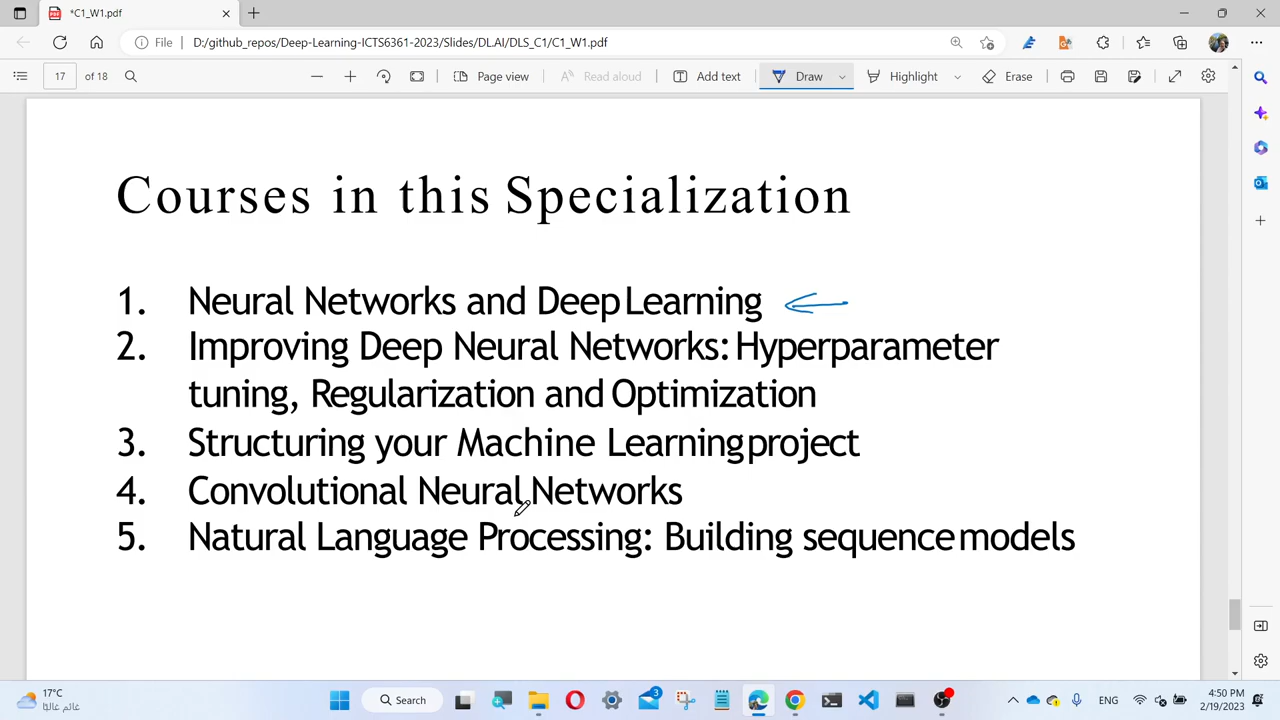 *C1_W1.pdf
File D:/github_repos/Deep-Learning-ICTS6361-2023/Slides/DL.AI/DLS_C1/C1_W1.pdf
17 of 18 Page view Read aloud Add text Draw Highlight Erase
Courses in this Specialization
1. Neural Networks and Deep Learning
2. Improving Deep Neural Networks: Hyperparameter
tuning, Regularization and Optimization
3. Structuring your Machine Learning project
4. Convolutional Neural Networks
5. Natural Language Processing: Building sequence models
17°C
غائم غالبًا
Search
3
ENG
4:50 PM
2/19/2023